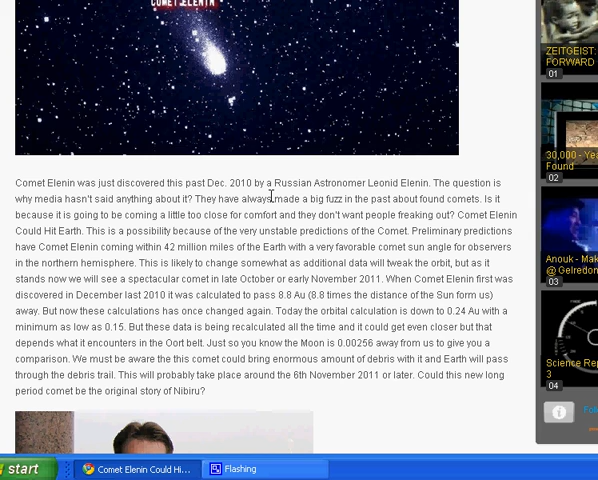 COMET ELENIN
Comet Elenin was just discovered this past Dec. 2010 by a Russian Astronomer Leonid Elenin. The question is
why media hasn't said anything about it? They have always made a big fuzz in the past about found comets. Is it
because it is going to be coming a little too close for comfort and they don't want people freaking out? Comet Elenin
Could Hit Earth. This is a possibility because of the very unstable predictions of the Comet. Preliminary predictions
have Comet Elenin coming within 42 million miles of the Earth with a very favorable comet sun angle for observers
in the northern hemisphere. This is likely to change somewhat as additional data will tweak the orbit, but as it
stands now we will see a spectacular comet in late October or early November 2011. When Comet Elenin first was
discovered in December last 2010 it was calculated to pass 8.8 Au (8.8 times the distance of the Sun form us)
away. But now these calculations has once changed again. Today the orbital calculation is down to 0.24 Au with a
minimum as low as 0.15. But these data is being recalculated all the time and it could get even closer but that
depends what it encounters in the Oort belt. Just so you know the Moon is 0.00256 away from us to give you a
comparison. We must be aware the this comet could bring enormous amount of debris with it and Earth will pass
through the debris trail. This will probably take place around the 6th November 2011 or later. Could this new long
period comet be the original story of Nibiru?
ZEITGEIST:
FORWARD
01
30,000 - Yea
Found
02
Anouk - Mak
@ Gelredon
03
Science Rep
3
04
Foll
start
Comet Elenin Could Hi...
Flashing